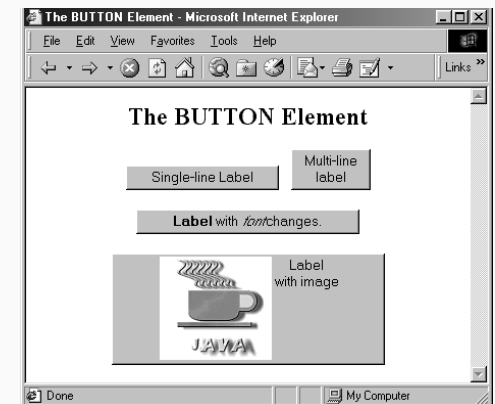 The BUTTON Element - Microsoft Internet Explorer
File Edit View Favorites Tools Help
Links »
The BUTTON Element
Single-line Label
Multi-line
label
Label with font changes.
Label
with image
JAVA
Done
My Computer